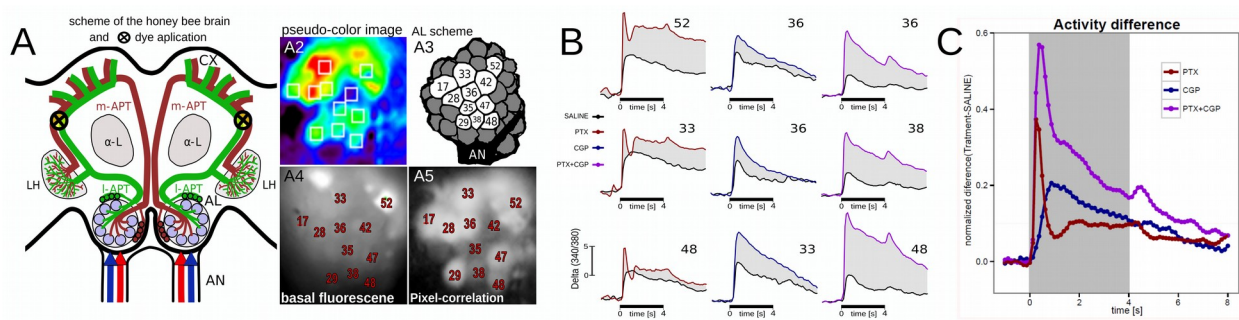 A
scheme of the honey bee brain
and dye aplication
CX
m-APT
m-APT
α-L
α-L
LH
LH
l-APT
l-APT
AL
AN
pseudo-color image
A2
AL scheme
A3
52
33
42
17
36
28
47
35
29
38
48
AN
A4
33
52
17
28
36
42
35
47
29
38
48
basal fluorescene
A5
33
52
17
28
36
42
35
47
29
38
48
Pixel-correlation
B
52
36
36
time [s]
time [s]
time [s]
0
4
0
4
0
4
SALINE
PTX
CGP
PTX+CGP
33
36
38
time [s]
time [s]
time [s]
0
4
0
4
0
4
48
33
48
Delta (340/380)
5
0
time [s]
time [s]
time [s]
0
4
0
4
0
4
C
Activity difference
normalized difference(Tratment-SALINE)
0.6
0.4
0.2
0.0
PTX
CGP
PTX+CGP
0
2
4
6
8
time [s]